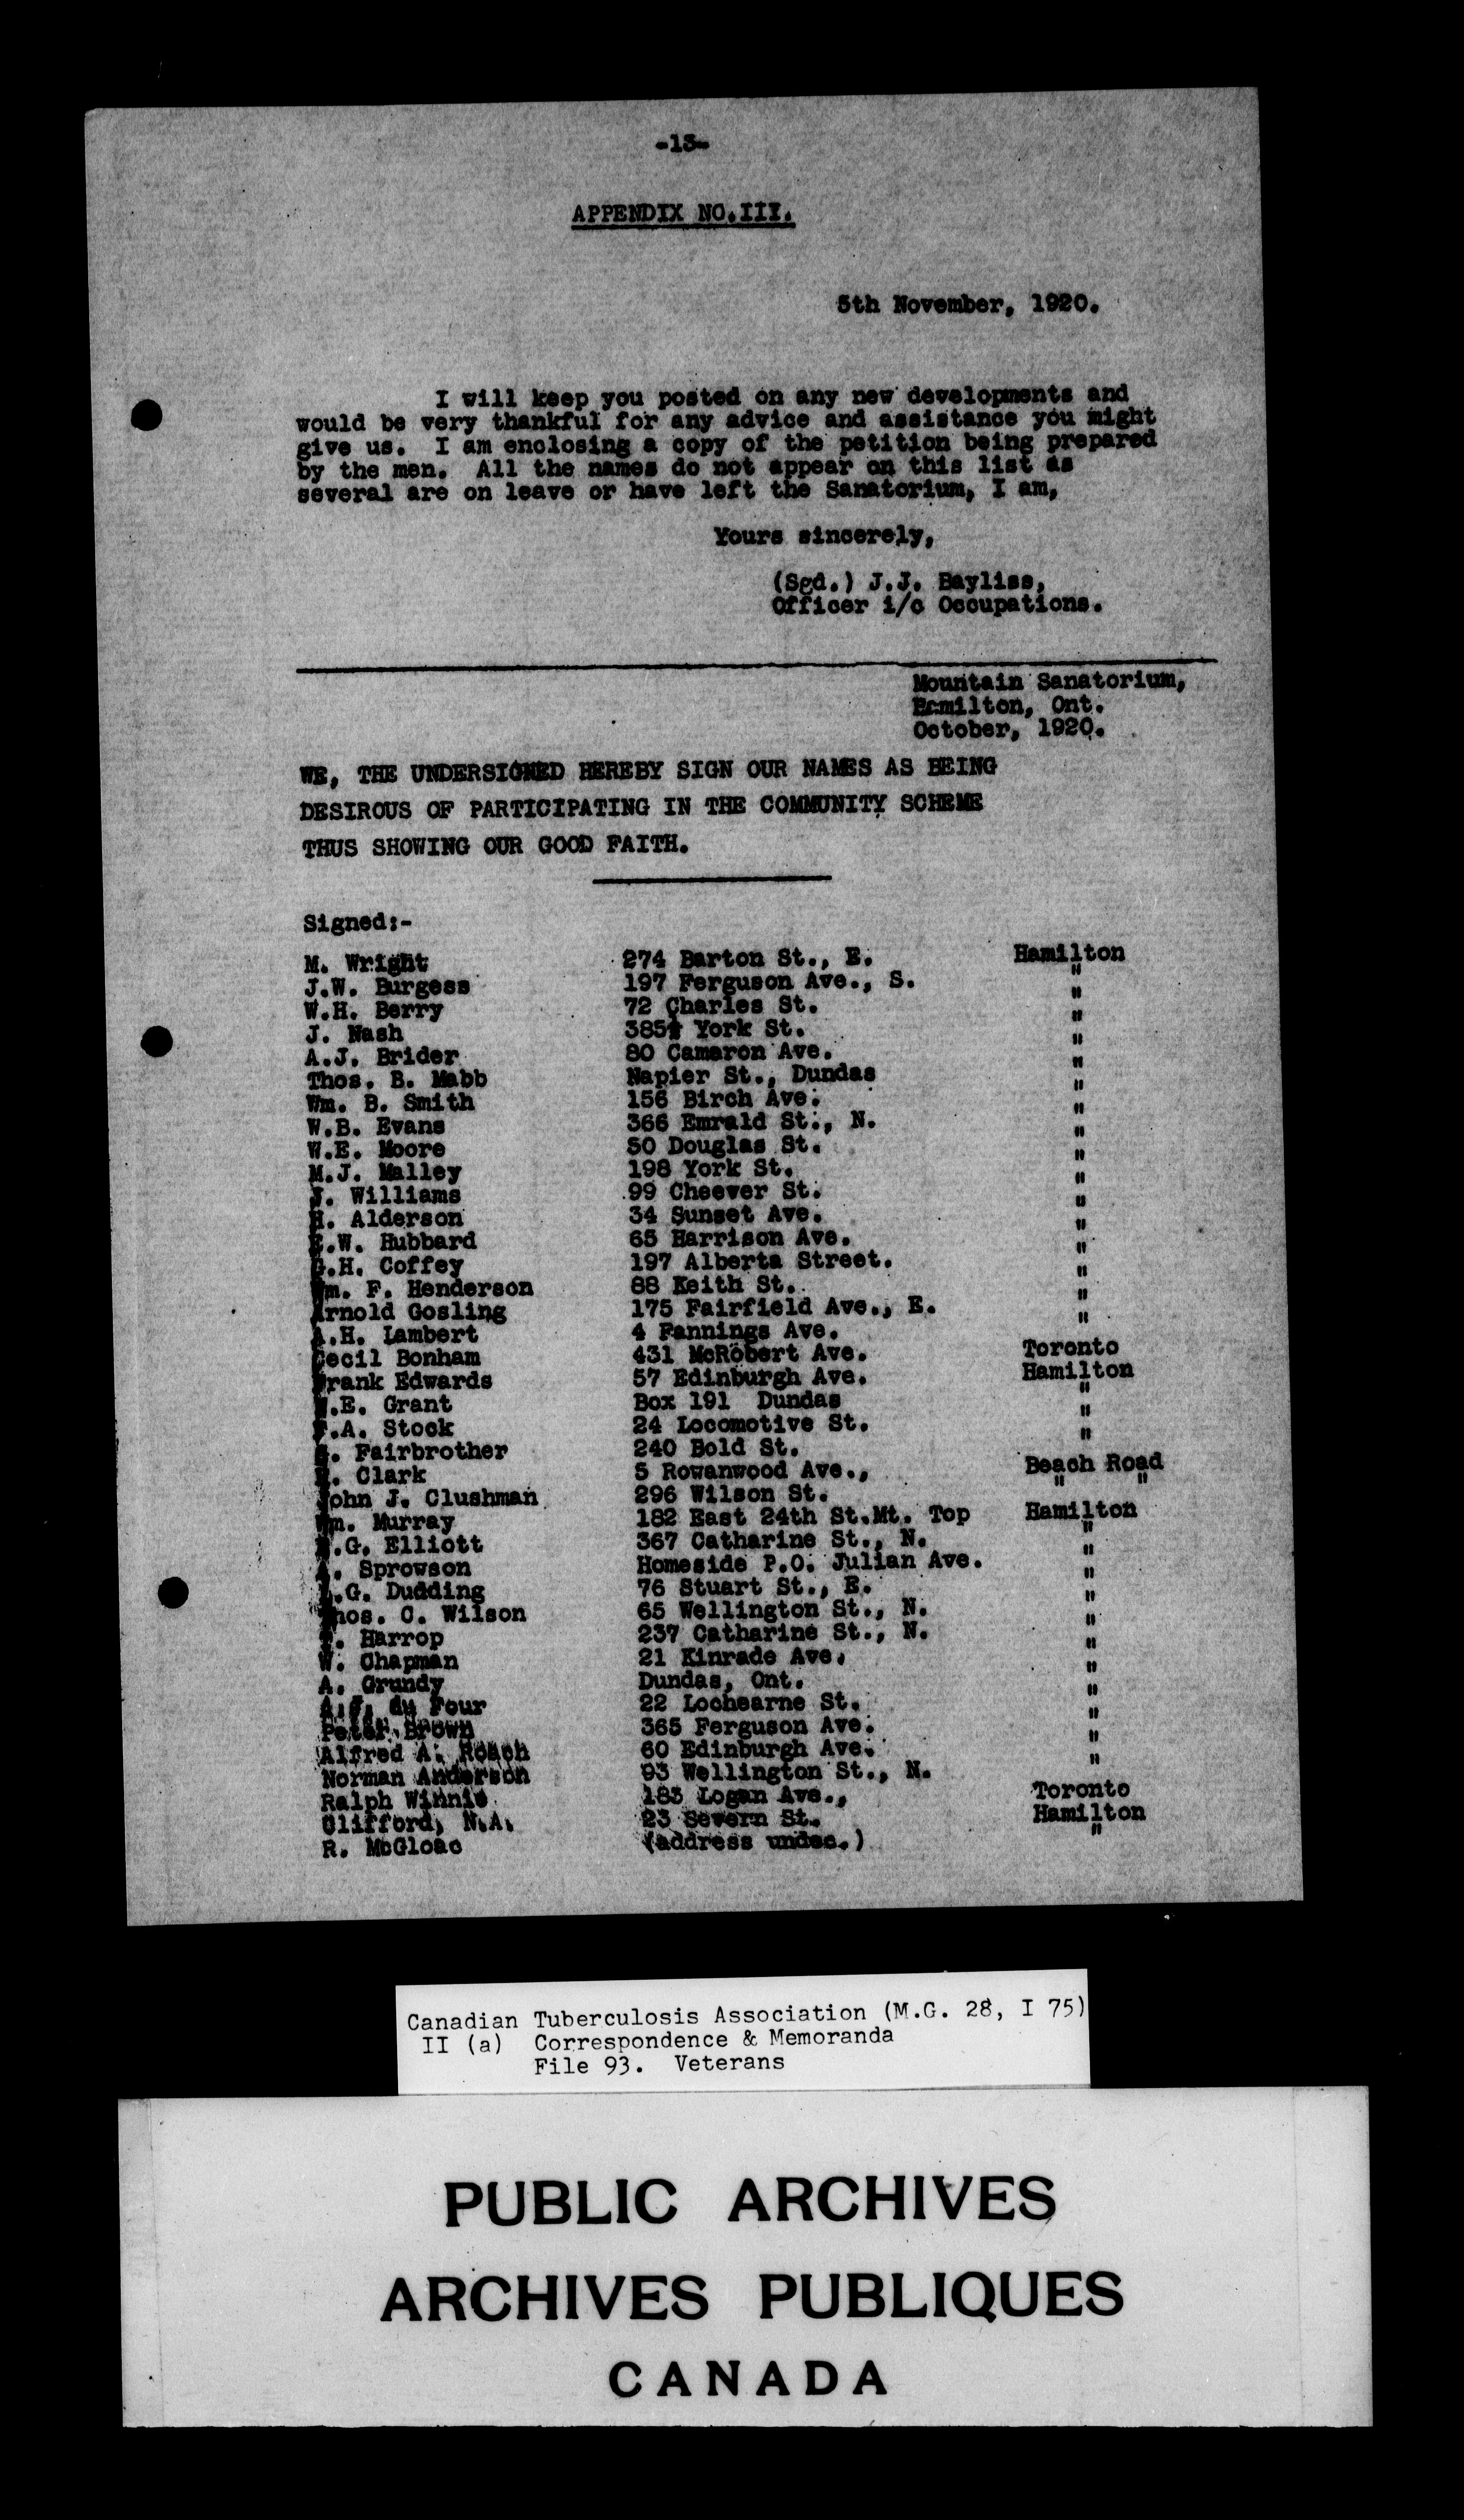 -13-
APPENDIX NO.III.
5th November, 1920.
I will keep you posted on any new developments and
would be very thankful for any advice and assistance you might
give us. I am enclosing a copy of the petition being prepared
by the men. All the names do not appear on this list as
several are on leave or have left the Sanatorium, I am,
Yours sincerely,
(Sgd.) J.J. Bayliss,
Officer i/c Occupations.
Mountain Sanatorium,
Hamilton, Ont.
October, 1920.
WE, THE UNDERSIGNED HEREBY SIGN OUR NAMES AS BEING
DESIROUS OF PARTICIPATING IN THE COMMUNITY SCHEME
THUS SHOWING OUR GOOD FAITH.
Signed:-
M. Wright 274 Barton St., E. Hamilton
J.W. Burgess 197 Ferguson Ave., S. "
W.H. Berry 72 Charles St. "
J. Nash 385½ York St. "
A.J. Brider 80 Cameron Ave. "
Thos. B. Mabb Napier St., Dundas "
Wm. B. Smith 156 Birch Ave. "
W.B. Evans 366 Emrald St., N. "
W.E. Moore 50 Douglas St. "
M.J. Malley 198 York St. "
J. Williams 99 Cheever St. "
H. Alderson 34 Sunset Ave. "
E.W. Hubbard 65 Harrison Ave. "
G.H. Coffey 197 Alberta Street. "
Wm. F. Henderson 88 Keith St. "
Arnold Gosling 175 Fairfield Ave., E. "
A.H. Lambert 4 Fannings Ave. "
Cecil Bonham 431 McRobert Ave. Toronto
Frank Edwards 57 Edinburgh Ave. Hamilton
.E. Grant Box 191 Dundas "
F.A. Stock 24 Locomotive St. "
Fairbrother 240 Bold St. "
Clark 5 Rowanwood Ave., Beach Road
John J. Clushman 296 Wilson St. " "
Wm. Murray 182 East 24th St.Mt. Top Hamilton
.G. Elliott 367 Catharine St., N. "
A. Sprowson Homeside P.O. Julian Ave. "
.G. Dudding 76 Stuart St., E. "
Thos. C. Wilson 65 Wellington St., N. "
Harrop 237 Catharine St., N. "
W. Chapman 21 Kinrade Ave. "
A. Grundy Dundas, Ont. "
du Four 22 Lochearne St. "
Peter Brown 365 Ferguson Ave. "
Alfred A. Roach 60 Edinburgh Ave. "
Norman Anderson 93 Wellington St., N. "
Ralph Winnie 183 Logan Ave., Toronto
Clifford, N.A. 23 Severn St. Hamilton
R. McGloac (address undec.) "
Canadian Tuberculosis Association (M.G. 28, I 75)
II (a) Correspondence & Memoranda
File 93. Veterans
PUBLIC ARCHIVES
ARCHIVES PUBLIQUES
CANADA